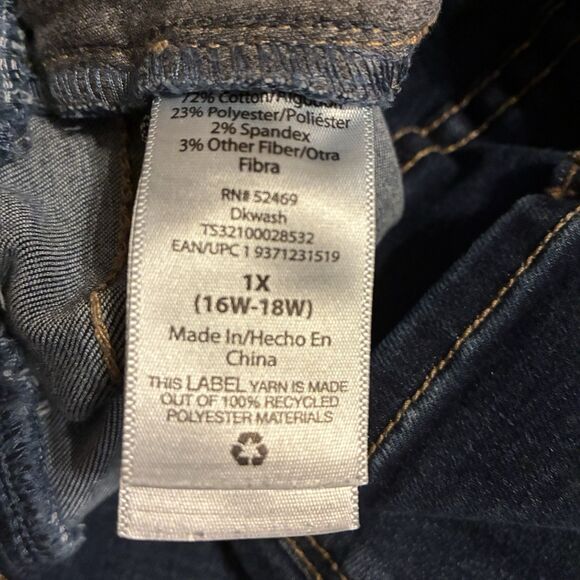 72% Cotton/Algodón
23% Polyester/Poliéster
2% Spandex
3% Other Fiber/Otra
Fibra
RN# 52469
Dkwash
TS32100028532
EAN/UPC 1 9371231519
1X
(16W-18W)
Made In/Hecho En
China
THIS LABEL YARN IS MADE
OUT OF 100% RECYCLED
POLYESTER MATERIALS